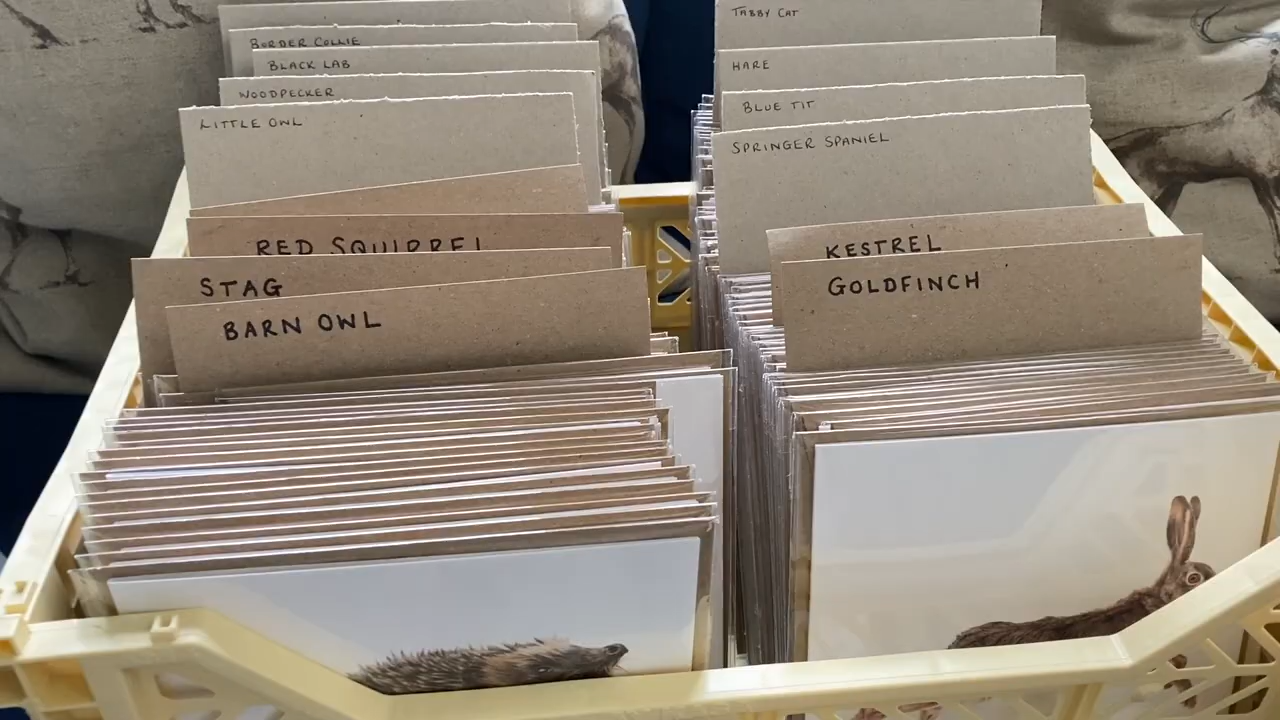 BORDER COLLIE
BLACK LAB
WOODPECKER
LITTLE OWL
RED SQUIRREL
STAG
BARN OWL
TABBY CAT
HARE
BLUE TIT
SPRINGER SPANIEL
KESTREL
GOLDFINCH